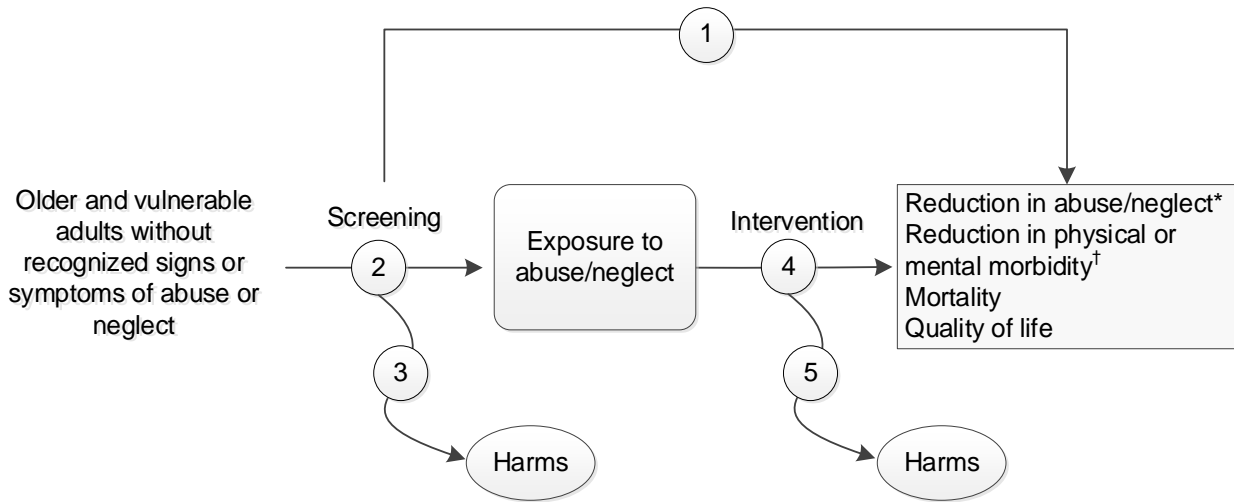 1
Older and vulnerable
adults without
recognized signs or
symptoms of abuse or
neglect
Screening
2
Exposure to
abuse/neglect
Intervention
4
Reduction in abuse/neglect*
Reduction in physical or
mental morbidity†
Mortality
Quality of life
3
5
Harms
Harms